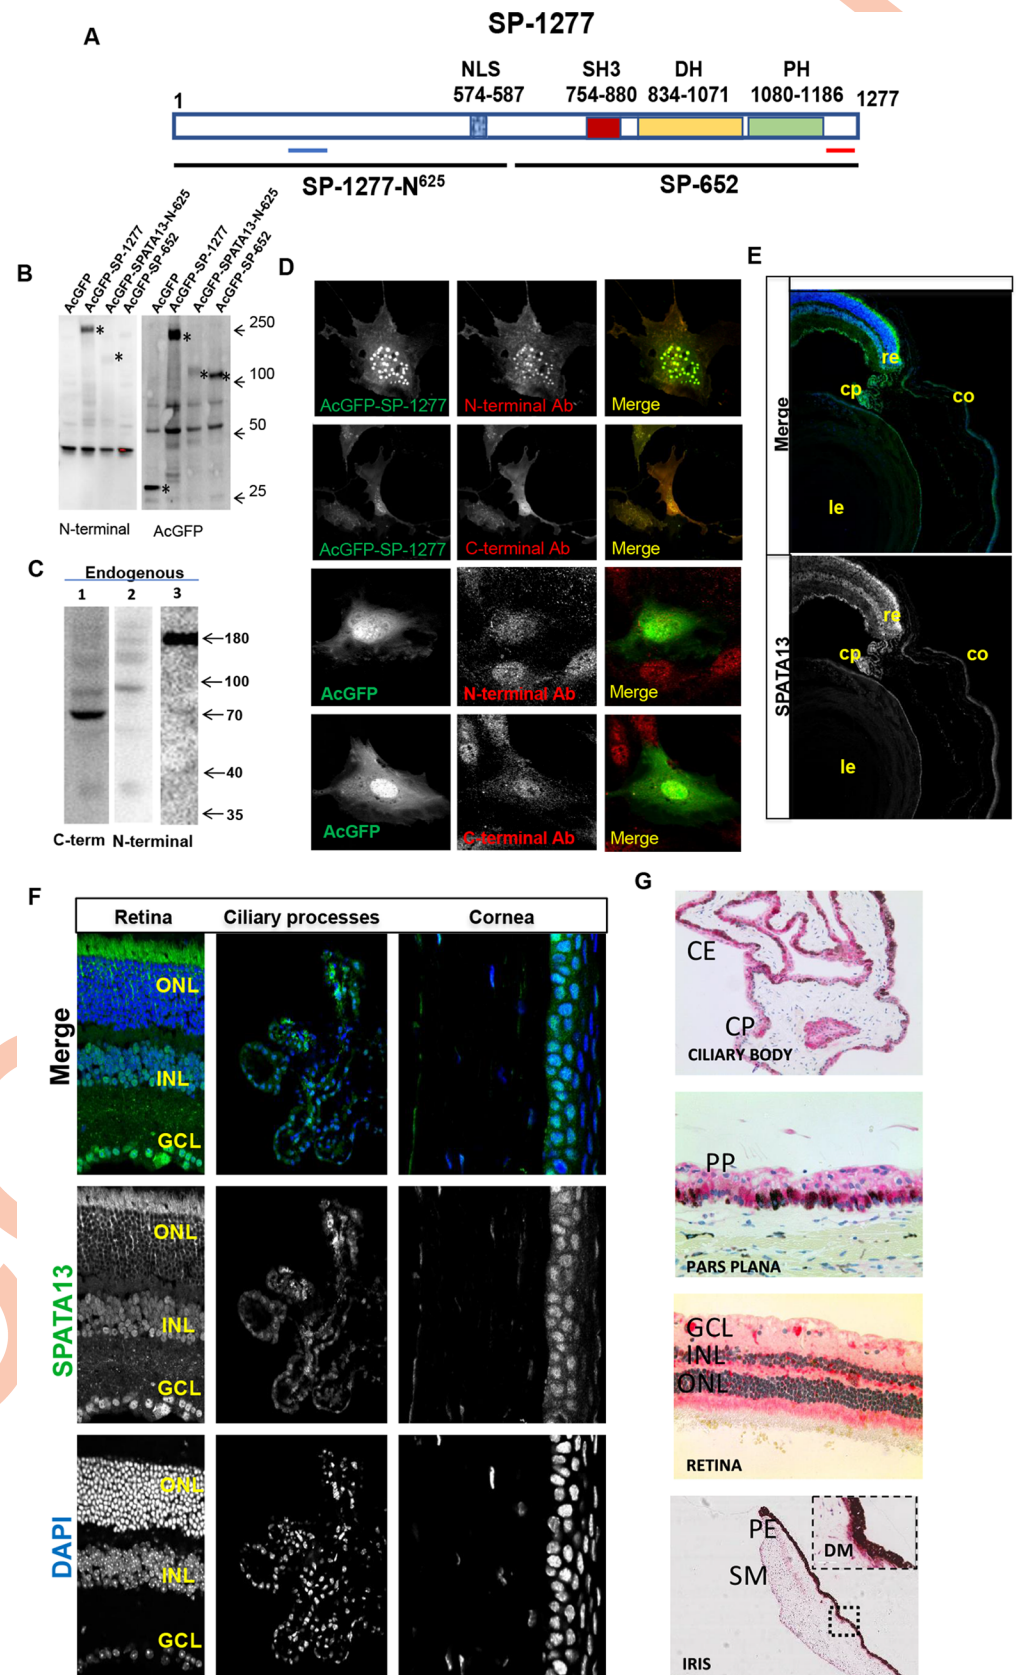 SP-1277
A
NLS SH3 DH PH
574-587 754-880 834-1071 1080-1186
1 1277
SP-1277-N625 SP-652
B
AcGFP
AcGFP-SP-1277
AcGFP-SPATA13-N-625
AcGFP-SP-652
AcGFP
AcGFP-SP-1277
AcGFP-SPATA13-N-625
AcGFP-SP-652
* * * * * *
250
100
50
25
N-terminal AcGFP
C
Endogenous
1 2 3
180
100
70
40
35
C-term N-terminal
D
AcGFP-SP-1277 N-terminal Ab Merge
AcGFP-SP-1277 C-terminal Ab Merge
AcGFP N-terminal Ab Merge
AcGFP C-terminal Ab Merge
E
Merge
re
cp
co
le
SPATA13
re
cp
co
le
F
Retina Ciliary processes Cornea
Merge
ONL
INL
GCL
SPATA13
ONL
INL
GCL
DAPI
ONL
INL
GCL
G
CE
CP
CILIARY BODY
PP
PARS PLANA
GCL
INL
ONL
RETINA
PE
DM
SM
IRIS